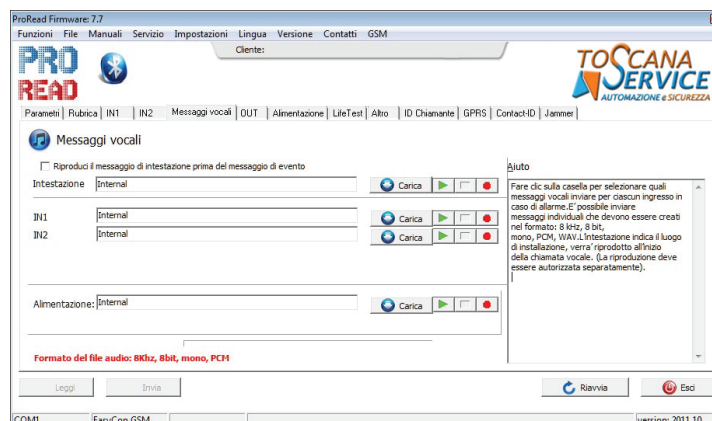 ProRead Firmware: 7.7
Funzioni File Manuali Servizio Impostazioni Lingua Versione Contatti GSM
Cliente:
PRO
READ
TOSCANA
SERVICE
AUTOMAZIONE e SICUREZZA
Parametri Rubrica IN1 IN2 Messaggi vocali OUT Alimentazione LifeTest Altro ID Chiamante GPRS Contact-ID Jammer
Messaggi vocali
Riproduci il messaggio di intestazione prima del messaggio di evento
Intestazione Internal Carica
IN1 Internal Carica
IN2 Internal Carica
Alimentazione: Internal Carica
Formato del file audio: 8Khz, 8bit, mono, PCM
Aiuto
Fare clic sulla casella per selezionare quali
messaggi vocali inviare per ciascun ingresso in
caso di allarme.E' possibile inviare
messaggi individuali che devono essere creati
nel formato: 8 kHz, 8 bit,
mono, PCM, WAV.L'intestazione indica il luogo
di installazione, verra' riprodotto all'inizio
della chiamata vocale. (La riproduzione deve
essere autorizzata separatamente).
Leggi Invia Riavvia Esci
COM1 EasyCon GSM version: 2011.10